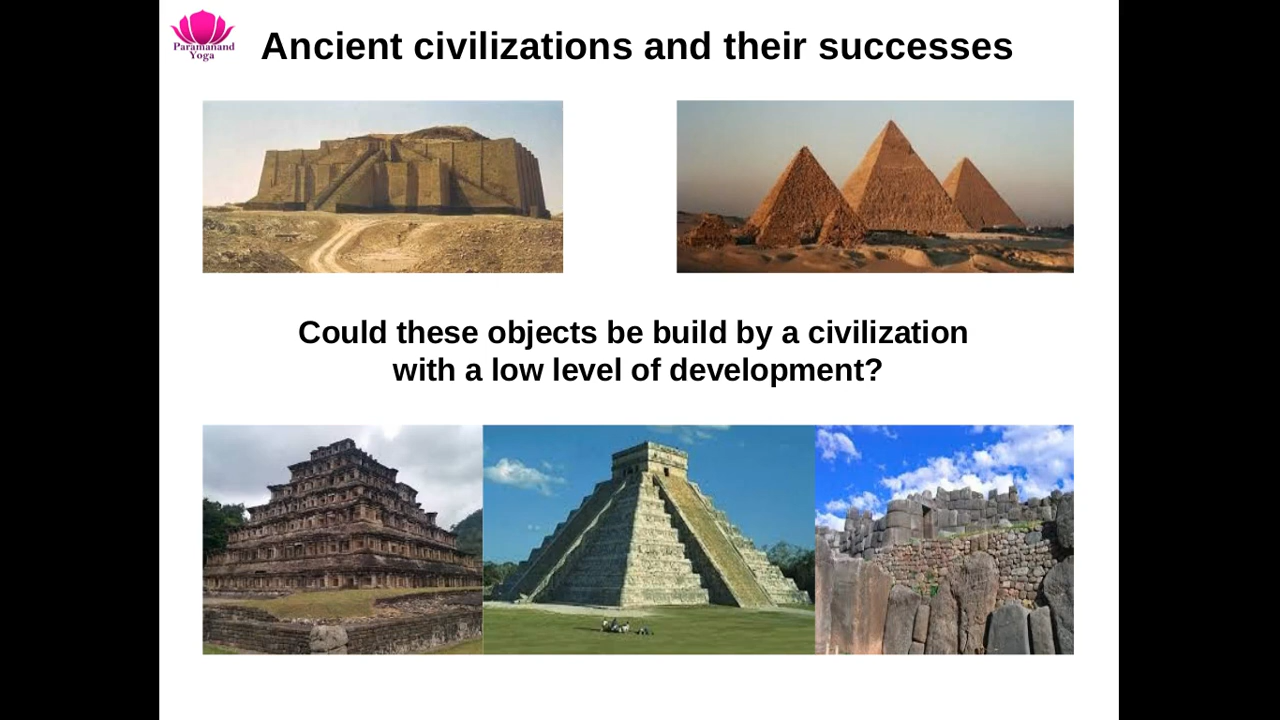 Paramanand
Yoga
Ancient civilizations and their successes
Could these objects be build by a civilization
with a low level of development?